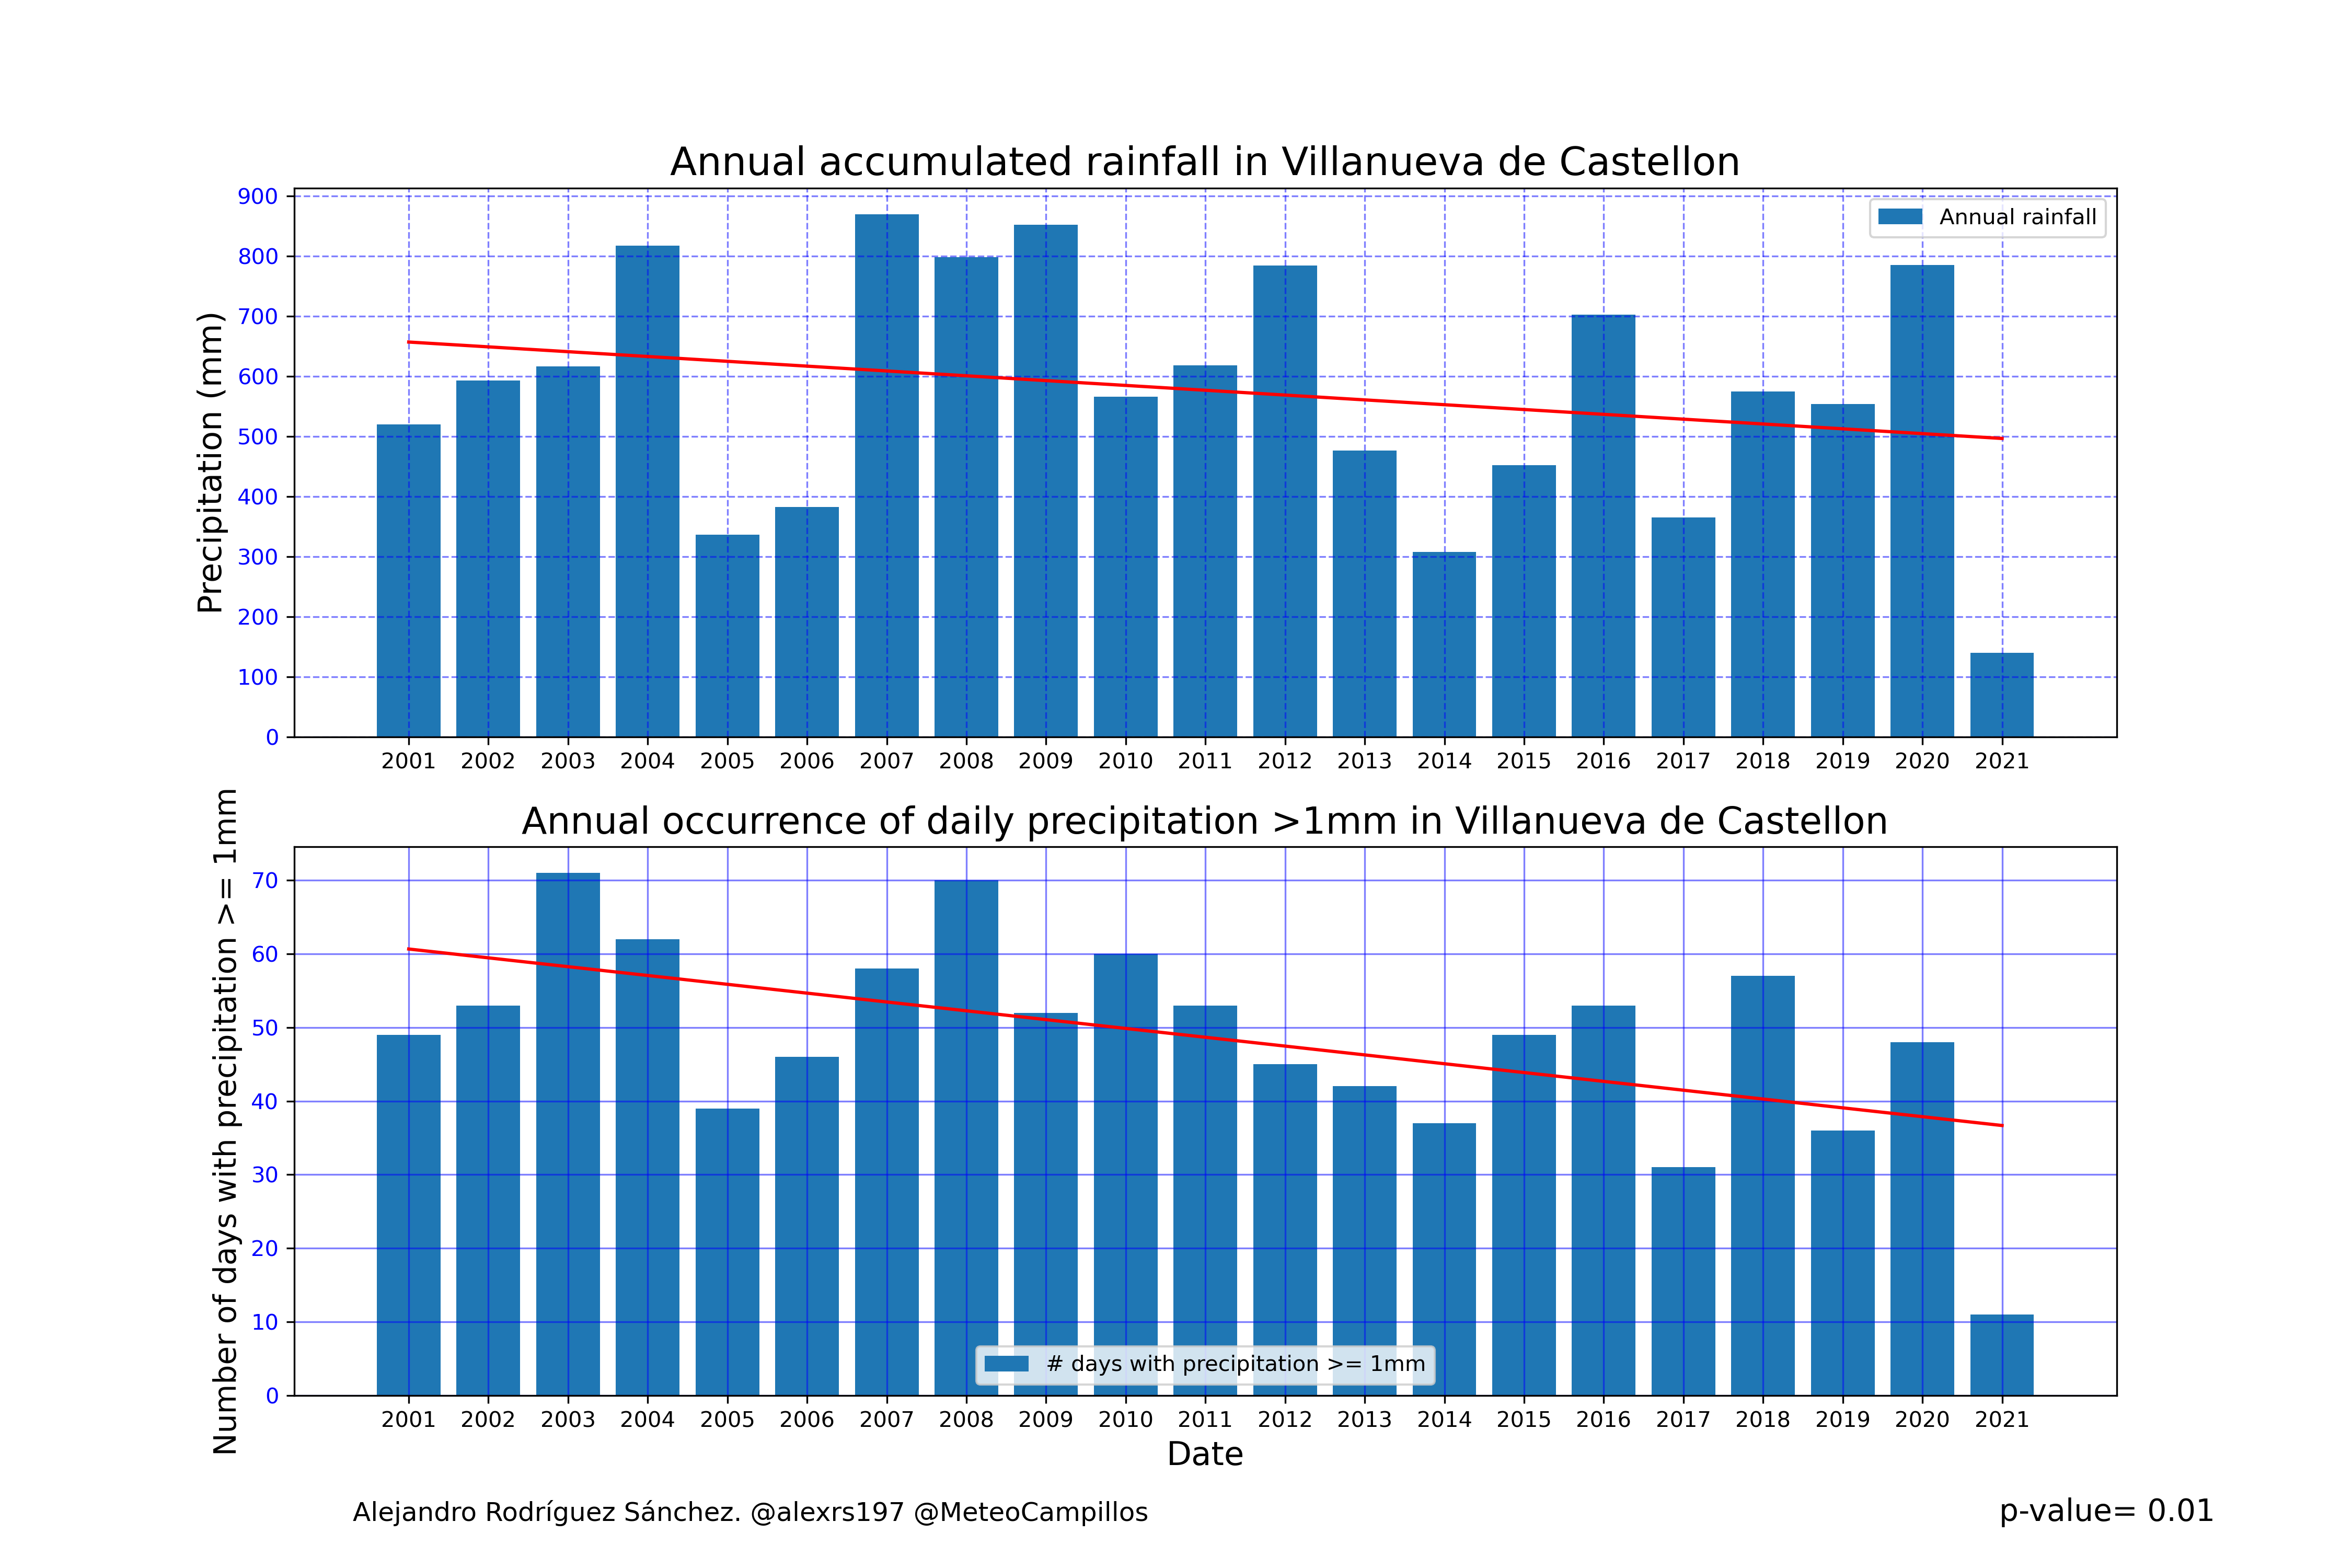 Annual accumulated rainfall in Villanueva de Castellon
Precipitation (mm)
900
800
700
600
500
400
300
200
100
0
Annual rainfall
2001 2002 2003 2004 2005 2006 2007 2008 2009 2010 2011 2012 2013 2014 2015 2016 2017 2018 2019 2020 2021
Annual occurrence of daily precipitation >1mm in Villanueva de Castellon
Number of days with precipitation >= 1mm
70
60
50
40
30
20
10
0
# days with precipitation >= 1mm
2001 2002 2003 2004 2005 2006 2007 2008 2009 2010 2011 2012 2013 2014 2015 2016 2017 2018 2019 2020 2021
Date
Alejandro Rodríguez Sánchez. @alexrs197 @MeteoCampillos
p-value= 0.01